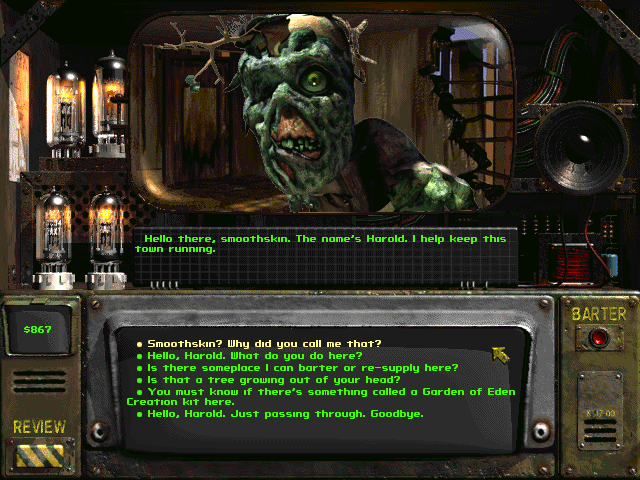 Hello there, smoothskin. The name's Harold. I help keep this
town running.
$867
BARTER
• Smoothskin? Why did you call me that?
• Hello, Harold. What do you do here?
• Is there someplace I can barter or re-supply here?
• Is that a tree growing out of your head?
• You must know if there's something called a Garden of Eden
Creation kit here.
• Hello, Harold. Just passing through. Goodbye.
REVIEW